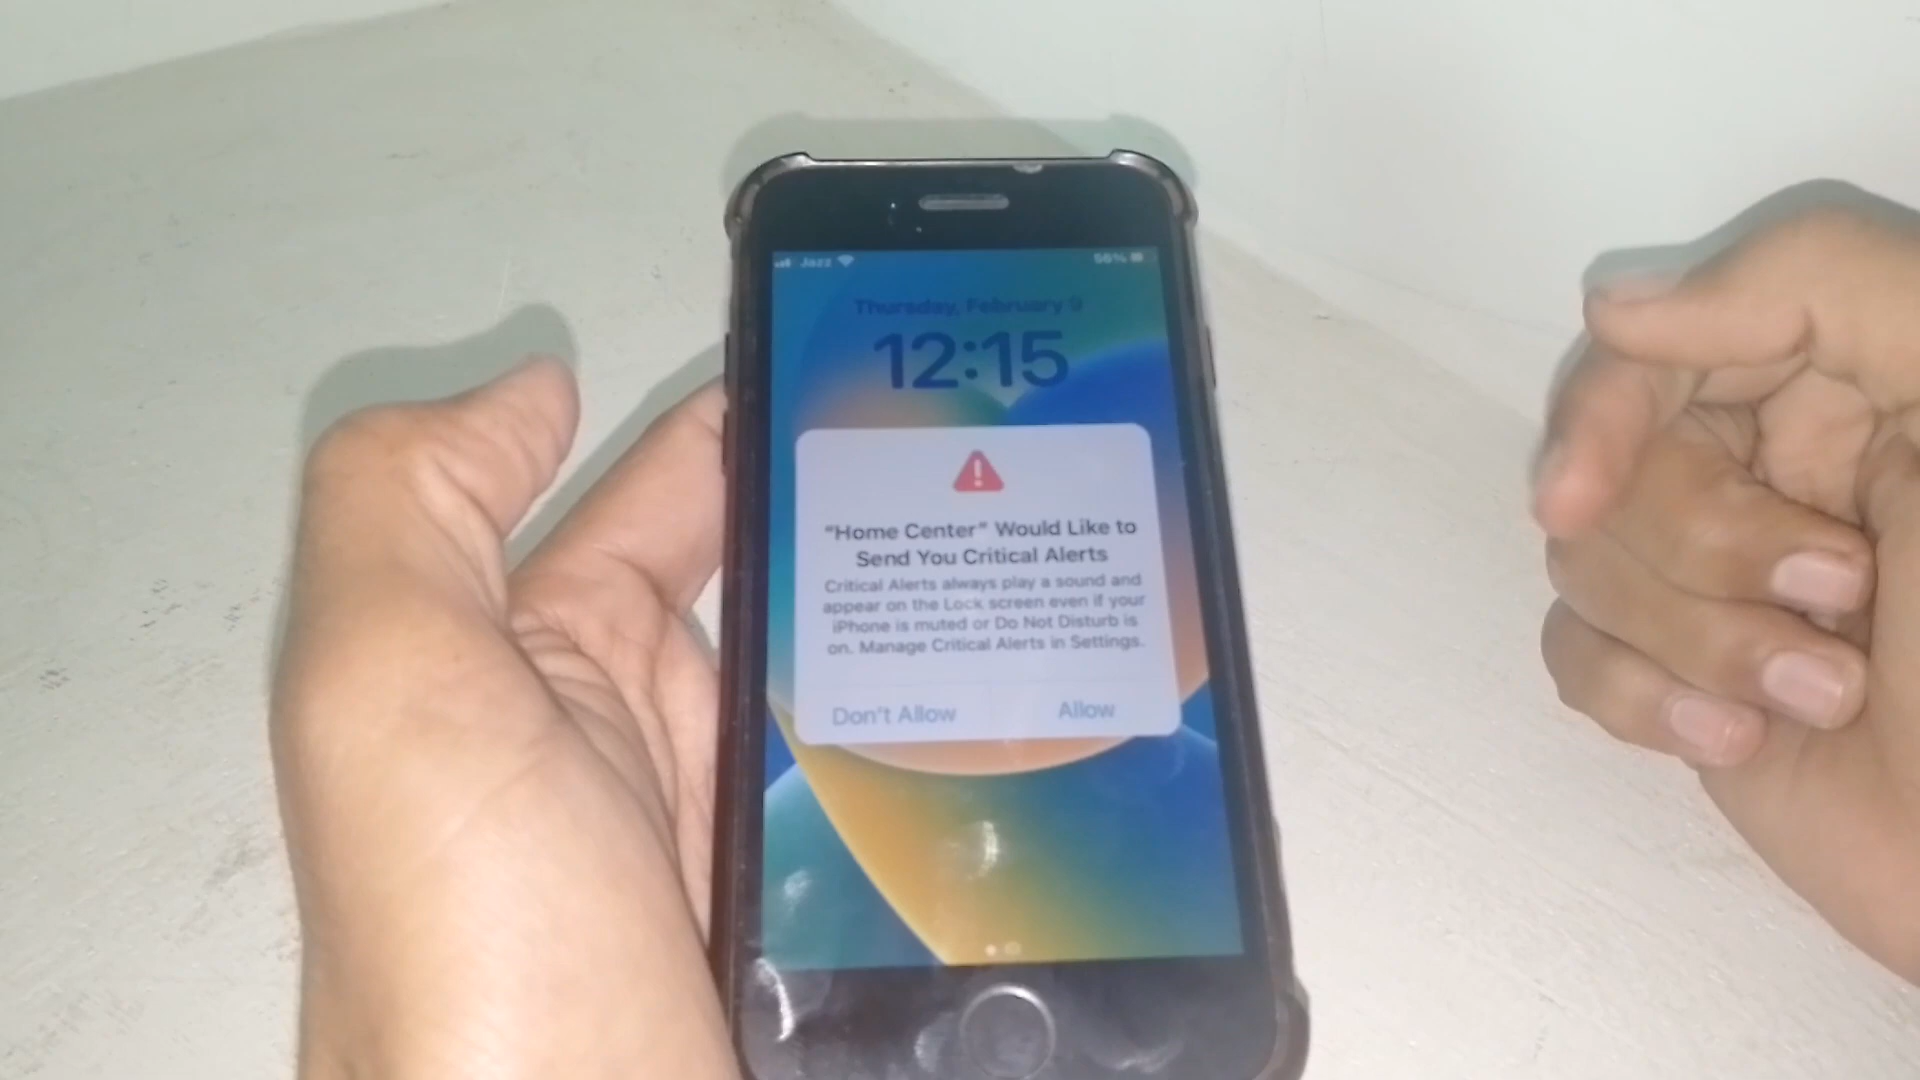 Jazz 56%
Thursday, February 9
12:15
“Home Center” Would Like to
Send You Critical Alerts
Critical Alerts always play a sound and
appear on the Lock screen even if your
iPhone is muted or Do Not Disturb is
on. Manage Critical Alerts in Settings.
Don't Allow Allow